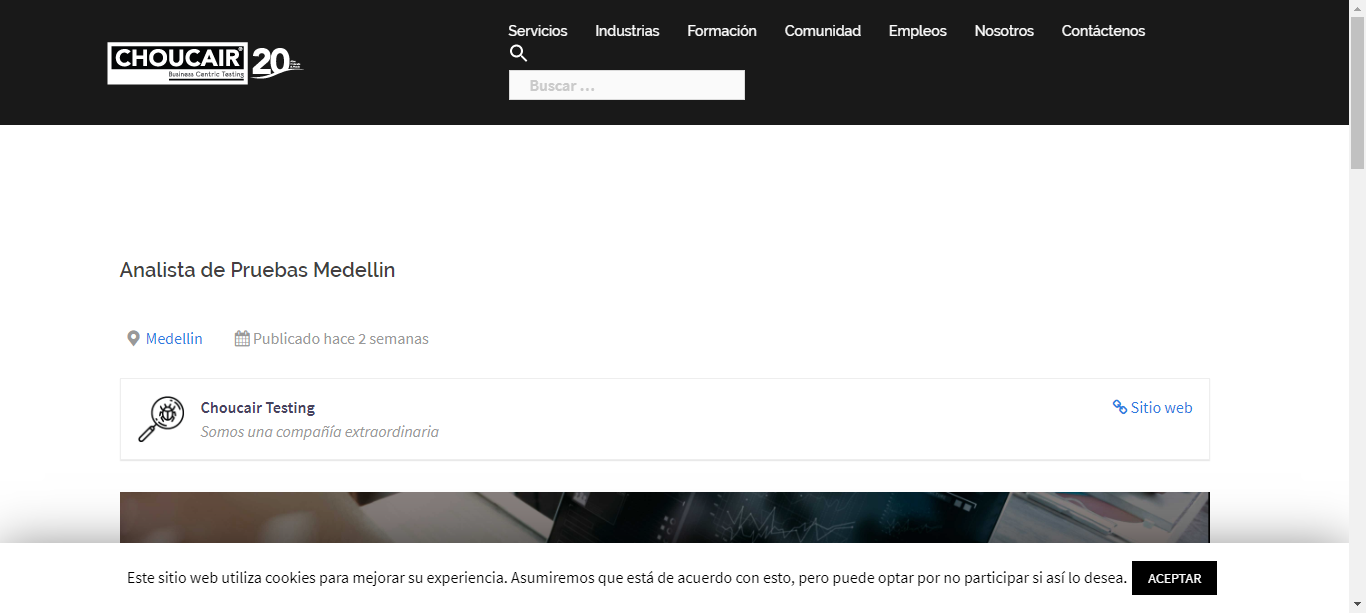 Servicios Industrias Formación Comunidad Empleos Nosotros Contáctenos
CHOUCAIR® 20
Business Centric Testing
Buscar ...
Analista de Pruebas Medellin
Medellin Publicado hace 2 semanas
Choucair Testing Sitio web
Somos una compañía extraordinaria
Este sitio web utiliza cookies para mejorar su experiencia. Asumiremos que está de acuerdo con esto, pero puede optar por no participar si así lo desea. ACEPTAR